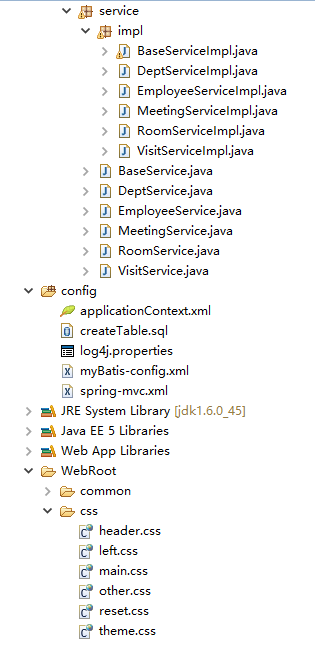 service
impl
BaseServiceImpl.java
DeptServiceImpl.java
EmployeeServiceImpl.java
MeetingServiceImpl.java
RoomServiceImpl.java
VisitServiceImpl.java
BaseService.java
DeptService.java
EmployeeService.java
MeetingService.java
RoomService.java
VisitService.java
config
applicationContext.xml
createTable.sql
log4j.properties
myBatis-config.xml
spring-mvc.xml
JRE System Library [jdk1.6.0_45]
Java EE 5 Libraries
Web App Libraries
WebRoot
common
css
header.css
left.css
main.css
other.css
reset.css
theme.css